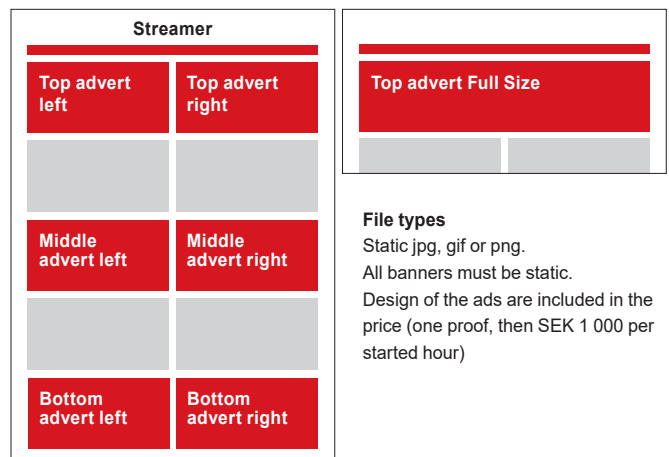 Streamer
Top advert
left
Top advert
right
Middle
advert left
Middle
advert right
Bottom
advert left
Bottom
advert right
Top advert Full Size
File types
Static jpg, gif or png.
All banners must be static.
Design of the ads are included in the
price (one proof, then SEK 1 000 per
started hour)